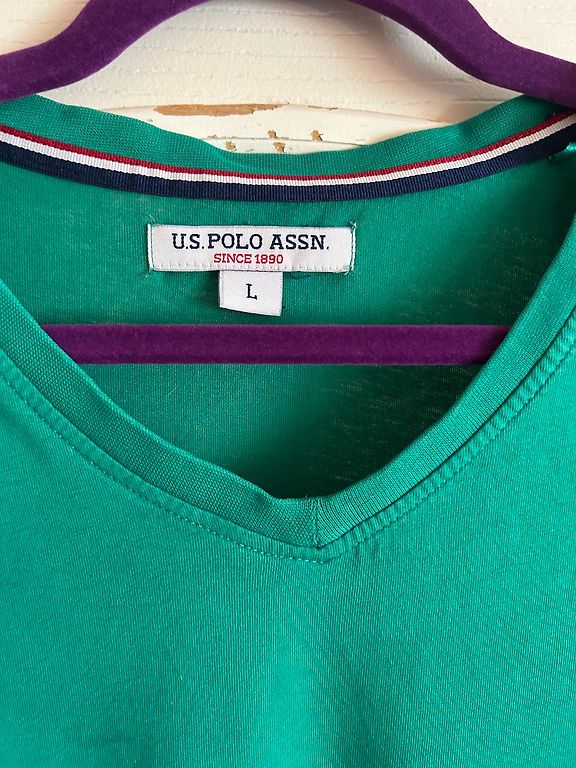 U.S. POLO ASSN.
SINCE 1890
L